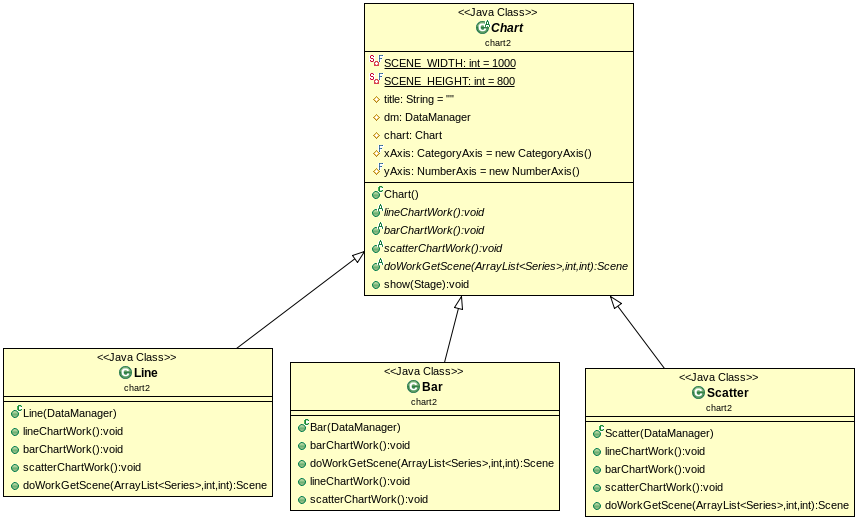 <<Java Class>>
Chart
chart2
SCENE_WIDTH: int = 1000
SCENE_HEIGHT: int = 800
title: String = ""
dm: DataManager
chart: Chart
xAxis: CategoryAxis = new CategoryAxis()
yAxis: NumberAxis = new NumberAxis()
Chart()
lineChartWork():void
barChartWork():void
scatterChartWork():void
doWorkGetScene(ArrayList<Series>,int,int):Scene
show(Stage):void
<<Java Class>>
Line
chart2
Line(DataManager)
lineChartWork():void
barChartWork():void
scatterChartWork():void
doWorkGetScene(ArrayList<Series>,int,int):Scene
<<Java Class>>
Bar
chart2
Bar(DataManager)
barChartWork():void
doWorkGetScene(ArrayList<Series>,int,int):Scene
lineChartWork():void
scatterChartWork():void
<<Java Class>>
Scatter
chart2
Scatter(DataManager)
lineChartWork():void
barChartWork():void
scatterChartWork():void
doWorkGetScene(ArrayList<Series>,int,int):Scene